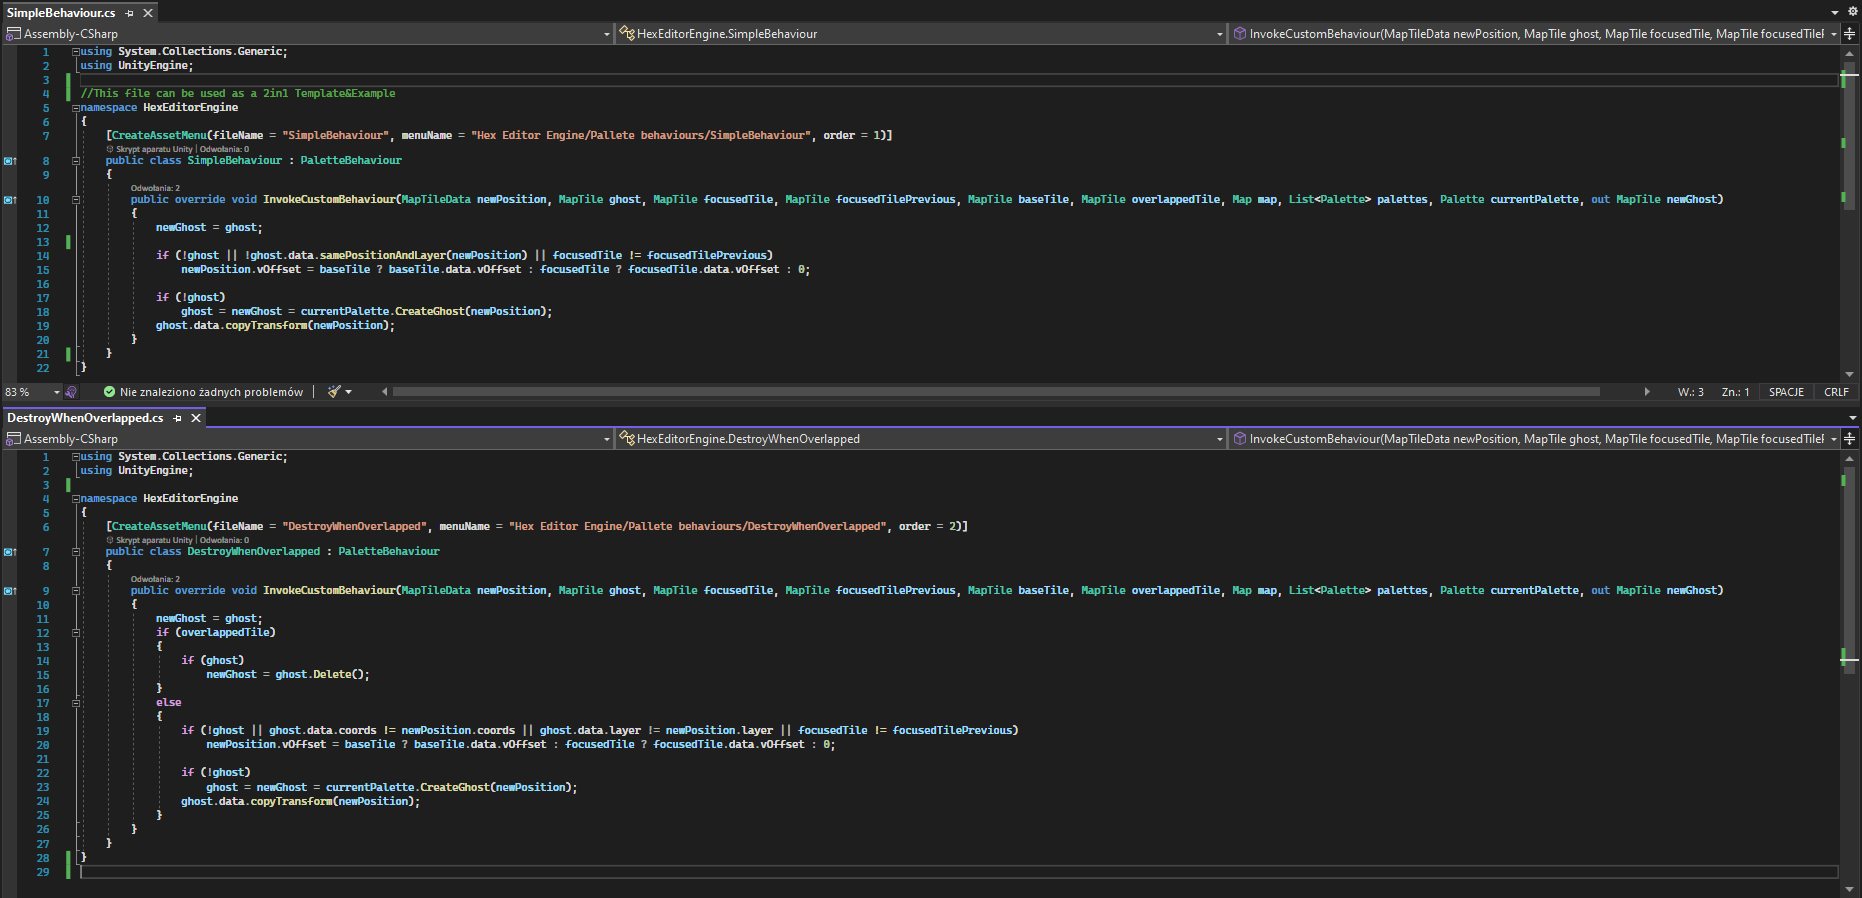 SimpleBehaviour.cs
Assembly-CSharp
HexEditorEngine.SimpleBehaviour
InvokeCustomBehaviour(MapTileData newPosition, MapTile ghost, MapTile focusedTile, MapTile focusedTileF
1 using System.Collections.Generic;
2 using UnityEngine;
3
4 //This file can be used as a 2in1 Template&Example
5 namespace HexEditorEngine
6 {
7 [CreateAssetMenu(fileName = "SimpleBehaviour", menuName = "Hex Editor Engine/Pallete behaviours/SimpleBehaviour", order = 1)]
Skrypt aparatu Unity | Odwołania: 0
8 public class SimpleBehaviour : PaletteBehaviour
9 {
Odwołania: 2
10 public override void InvokeCustomBehaviour(MapTileData newPosition, MapTile ghost, MapTile focusedTile, MapTile focusedTilePrevious, MapTile baseTile, MapTile overlappedTile, Map map, List<Palette> palettes, Palette currentPalette, out MapTile newGhost)
11 {
12 newGhost = ghost;
13
14 if (!ghost || !ghost.data.samePositionAndLayer(newPosition) || focusedTile != focusedTilePrevious)
15 newPosition.vOffset = baseTile ? baseTile.data.vOffset : focusedTile ? focusedTile.data.vOffset : 0;
16
17 if (!ghost)
18 ghost = newGhost = currentPalette.CreateGhost(newPosition);
19 ghost.data.copyTransform(newPosition);
20 }
21 }
22 }
83 %
Nie znaleziono żadnych problemów
W.: 3
Zn.: 1
SPACJE
CRLF
DestroyWhenOverlapped.cs
Assembly-CSharp
HexEditorEngine.DestroyWhenOverlapped
InvokeCustomBehaviour(MapTileData newPosition, MapTile ghost, MapTile focusedTile, MapTile focusedTileF
1 using System.Collections.Generic;
2 using UnityEngine;
3
4 namespace HexEditorEngine
5 {
6 [CreateAssetMenu(fileName = "DestroyWhenOverlapped", menuName = "Hex Editor Engine/Pallete behaviours/DestroyWhenOverlapped", order = 2)]
Skrypt aparatu Unity | Odwołania: 0
7 public class DestroyWhenOverlapped : PaletteBehaviour
8 {
Odwołania: 2
9 public override void InvokeCustomBehaviour(MapTileData newPosition, MapTile ghost, MapTile focusedTile, MapTile focusedTilePrevious, MapTile baseTile, MapTile overlappedTile, Map map, List<Palette> palettes, Palette currentPalette, out MapTile newGhost)
10 {
11 newGhost = ghost;
12 if (overlappedTile)
13 {
14 if (ghost)
15 newGhost = ghost.Delete();
16 }
17 else
18 {
19 if (!ghost || ghost.data.coords != newPosition.coords || ghost.data.layer != newPosition.layer || focusedTile != focusedTilePrevious)
20 newPosition.vOffset = baseTile ? baseTile.data.vOffset : focusedTile ? focusedTile.data.vOffset : 0;
21
22 if (!ghost)
23 ghost = newGhost = currentPalette.CreateGhost(newPosition);
24 ghost.data.copyTransform(newPosition);
25 }
26 }
27 }
28 }
29